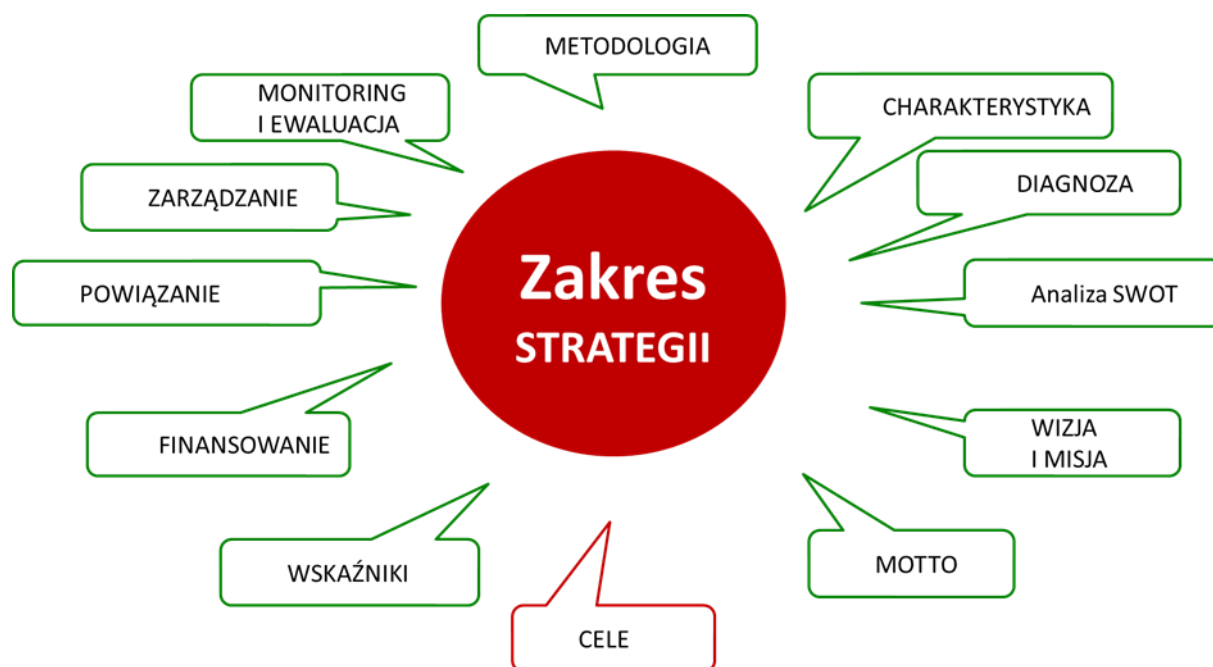 METODOLOGIA
CHARAKTERYSTYKA
DIAGNOZA
Analiza SWOT
WIZJA
I MISJA
MOTTO
CELE
WSKAŹNIKI
FINANSOWANIE
POWIĄZANIE
ZARZĄDZANIE
MONITORING
I EWALUACJA
Zakres
STRATEGII